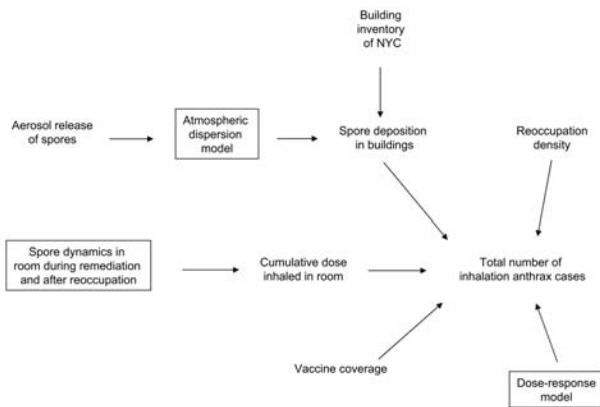 Building
inventory
of NYC
Aerosol release
of spores
Atmospheric
dispersion
model
Spore deposition
in buildings
Reoccupation
density
Spore dynamics in
room during remediation
and after reoccupation
Cumulative dose
inhaled in room
Total number of
inhalation anthrax cases
Vaccine coverage
Dose-response
model